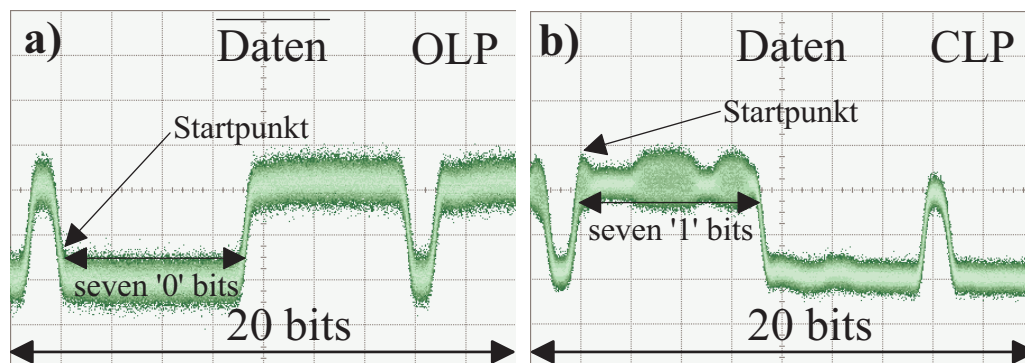 a) Daten OLP
Startpunkt
seven '0' bits
20 bits
b) Daten CLP
Startpunkt
seven '1' bits
20 bits